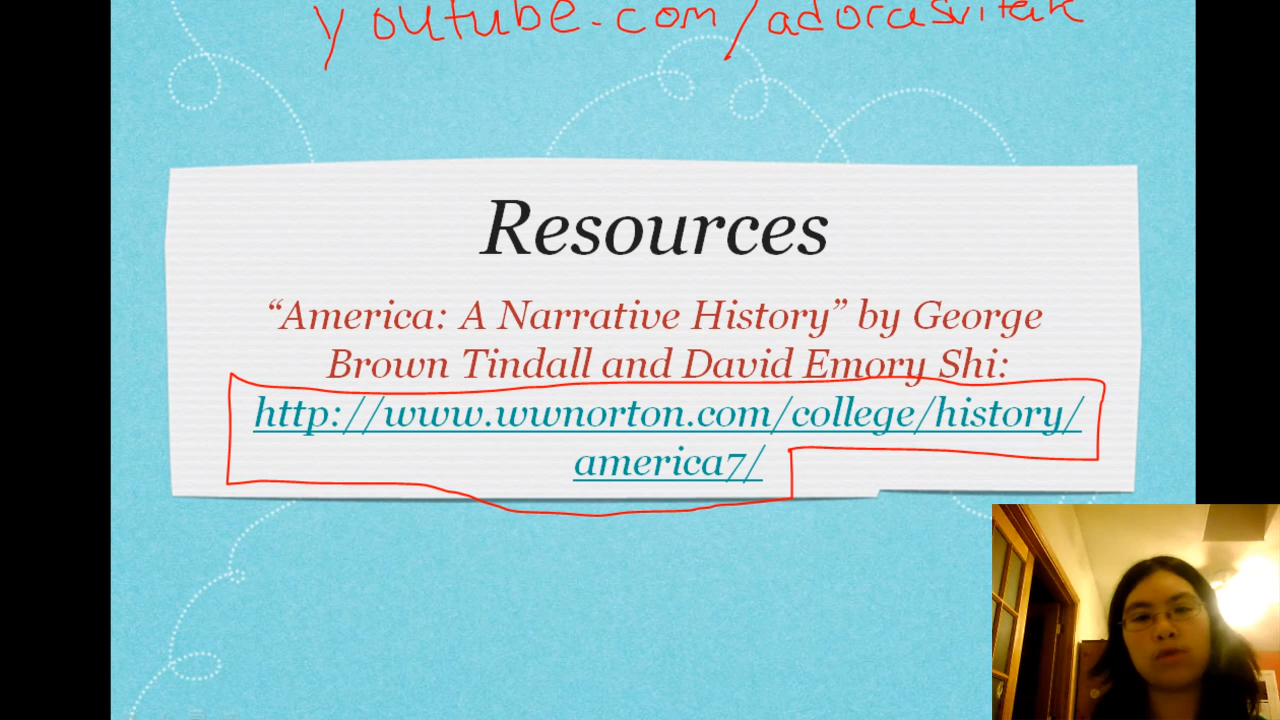 youtube.com/adorasvitak
Resources
“America: A Narrative History” by George
Brown Tindall and David Emory Shi:
http://www.wwnorton.com/college/history/
america7/